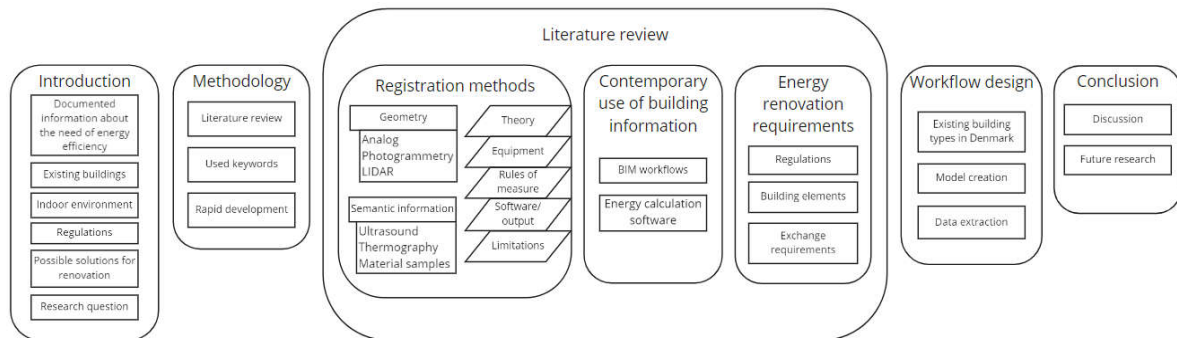 Introduction
Documented
information about
the need of energy
efficiency
Existing buildings
Indoor environment
Regulations
Possible solutions for
renovation
Research question
Methodology
Literature review
Used keywords
Rapid development
Literature review
Registration methods
Geometry
Analog
Photogrammetry
LIDAR
Semantic information
Ultrasound
Thermography
Material samples
Theory
Equipment
Rules of
measure
Software/
output
Limitations
Contemporary
use of building
information
BIM workflows
Energy calculation
software
Energy
renovation
requirements
Regulations
Building elements
Exchange
requirements
Workflow design
Existing building
types in Denmark
Model creation
Data extraction
Conclusion
Discussion
Future research